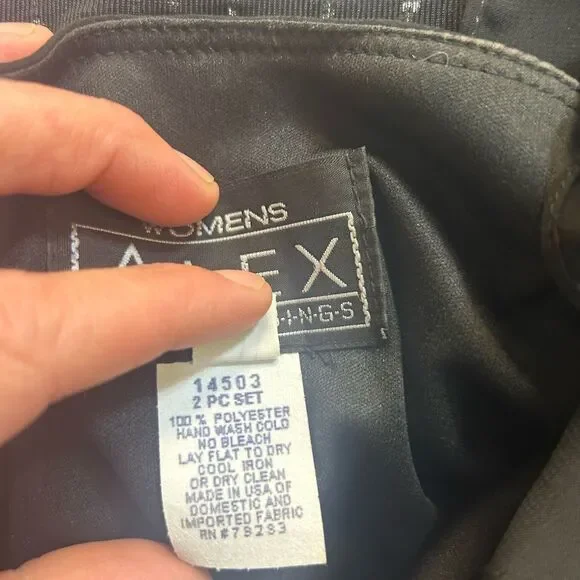 WOMENS
A L E X
I·N·G·S
14503
2 PC SET
100 % POLYESTER
HAND WASH COLD
NO BLEACH
LAY FLAT TO DRY
COOL IRON
OR DRY CLEAN
MADE IN USA OF
DOMESTIC AND
IMPORTED FABRIC
RN # 79293